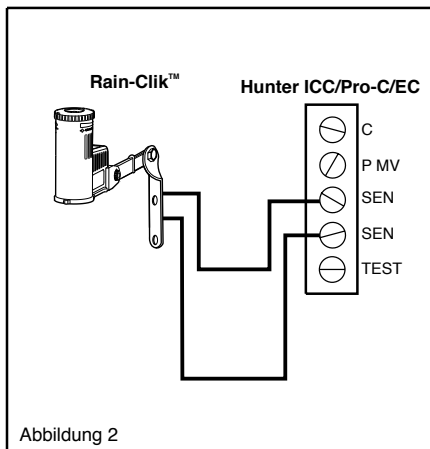 Rain-Clik™
Hunter ICC/Pro-C/EC
C
P MV
SEN
SEN
TEST
Abbildung 2